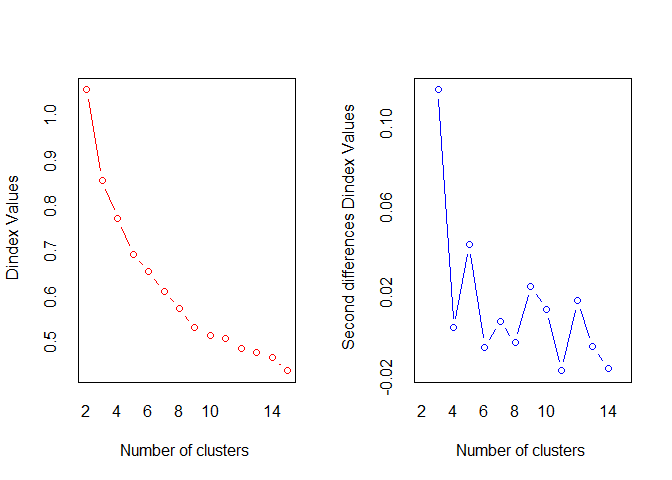 Dindex Values
1.0
0.9
0.8
0.7
0.6
0.5
2 4 6 8 10 14
Number of clusters
Second differences Dindex Values
0.10
0.06
0.02
-0.02
2 4 6 8 10 14
Number of clusters